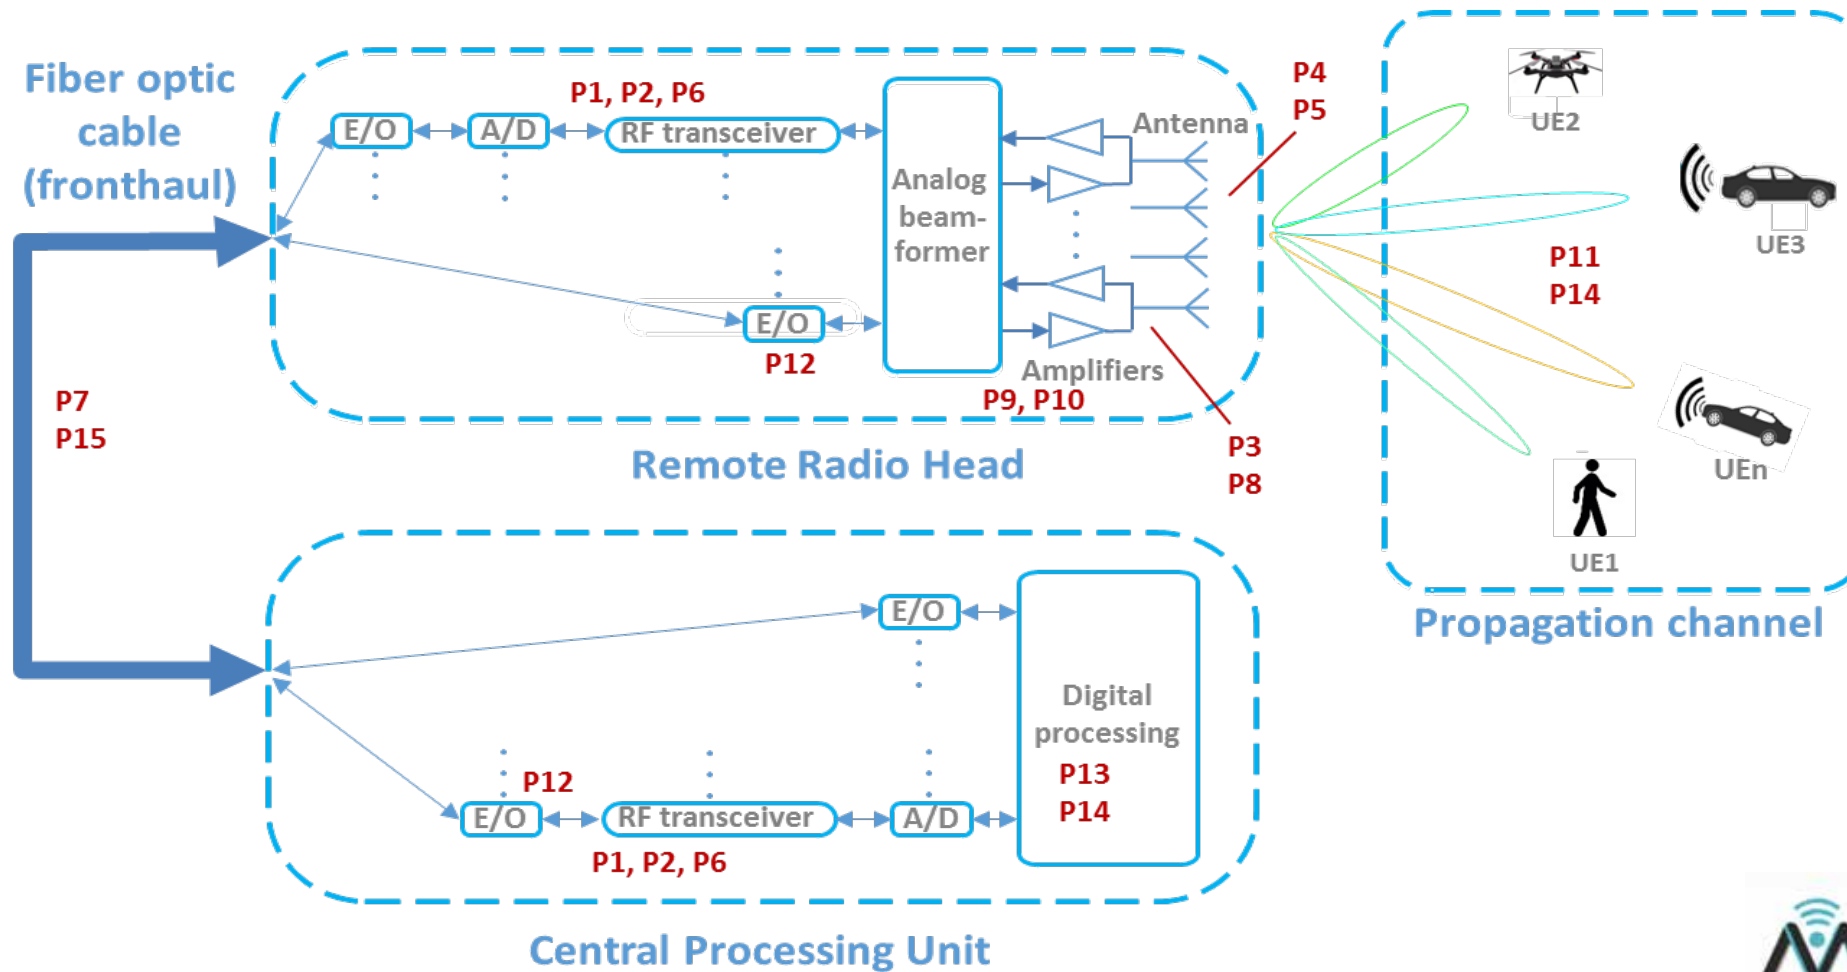 Fiber optic
cable
(fronthaul)
P7
P15
P1, P2, P6
E/O
A/D
RF transceiver
E/O
P12
Analog
beam-
former
Antenna
Amplifiers
P9, P10
P4
P5
P3
P8
Remote Radio Head
UE2
UE3
P11
P14
UEn
UE1
Propagation channel
E/O
Digital
processing
P13
P14
P12
E/O
RF transceiver
A/D
P1, P2, P6
Central Processing Unit